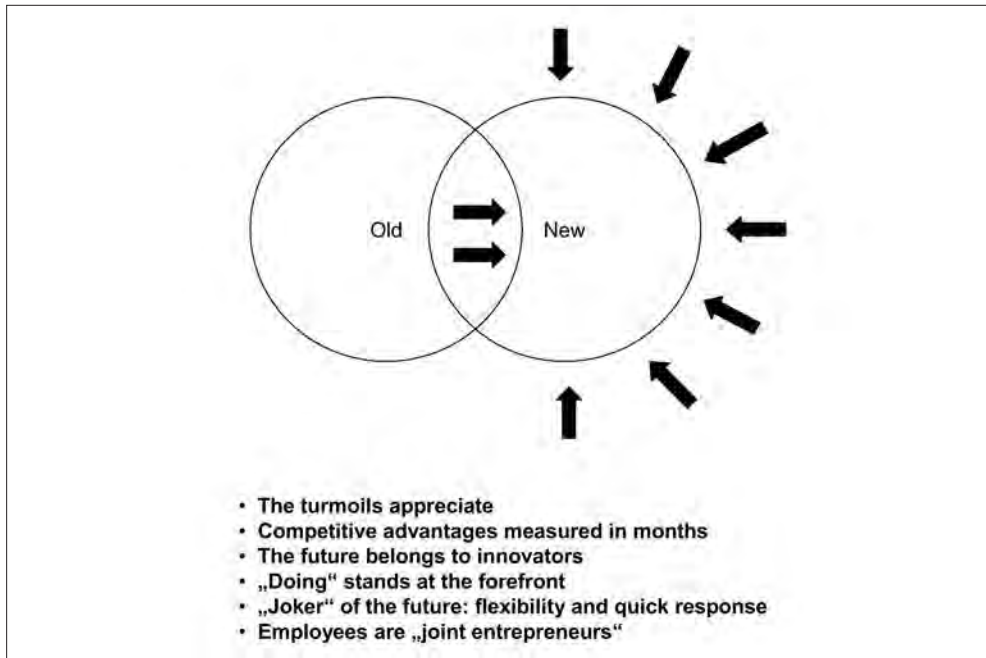 Old
New
• The turmoils appreciate
• Competitive advantages measured in months
• The future belongs to innovators
• „Doing“ stands at the forefront
• „Joker“ of the future: flexibility and quick response
• Employees are „joint entrepreneurs“